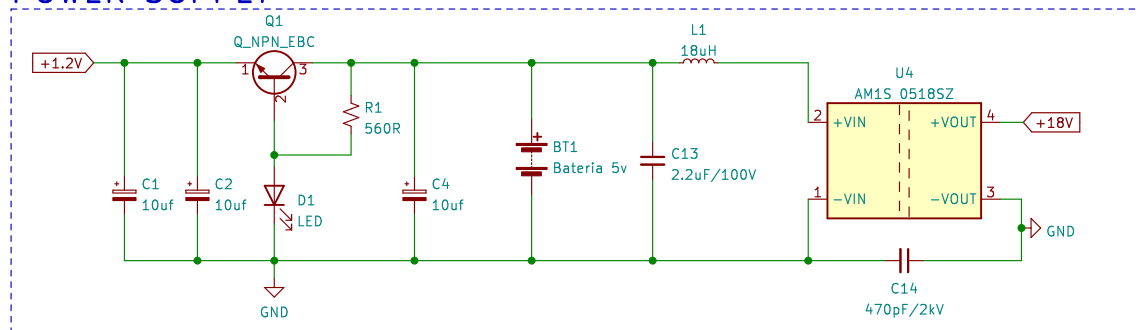 POWER SUPPLY
Q1
Q_NPN_EBC
+1.2V
1
3
2
R1
560R
C1
10uf
C2
10uf
D1
LED
C4
10uf
GND
BT1
Bateria 5v
C13
2.2uF/100V
L1
18uH
U4
AM1S 0518SZ
2
+VIN
+VOUT
4
+18V
1
-VIN
-VOUT
3
GND
C14
470pF/2kV